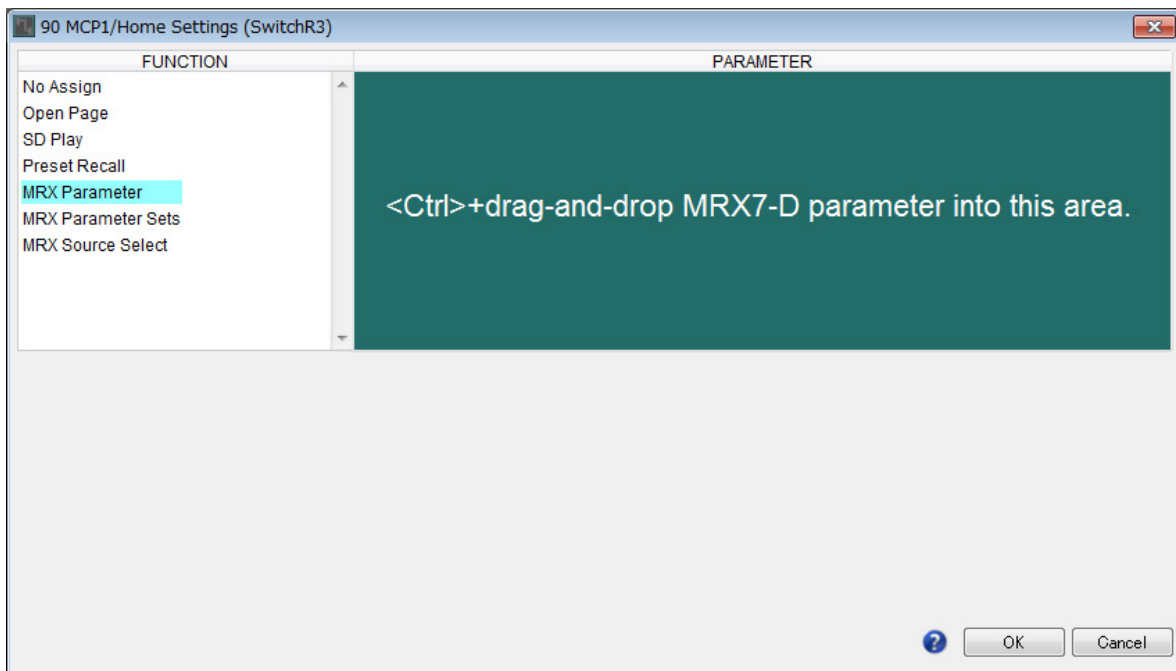 90 MCP1/Home Settings (SwitchR3)
FUNCTION
PARAMETER
No Assign
Open Page
SD Play
Preset Recall
MRX Parameter
MRX Parameter Sets
MRX Source Select
<Ctrl>+drag-and-drop MRX7-D parameter into this area.
?
OK
Cancel